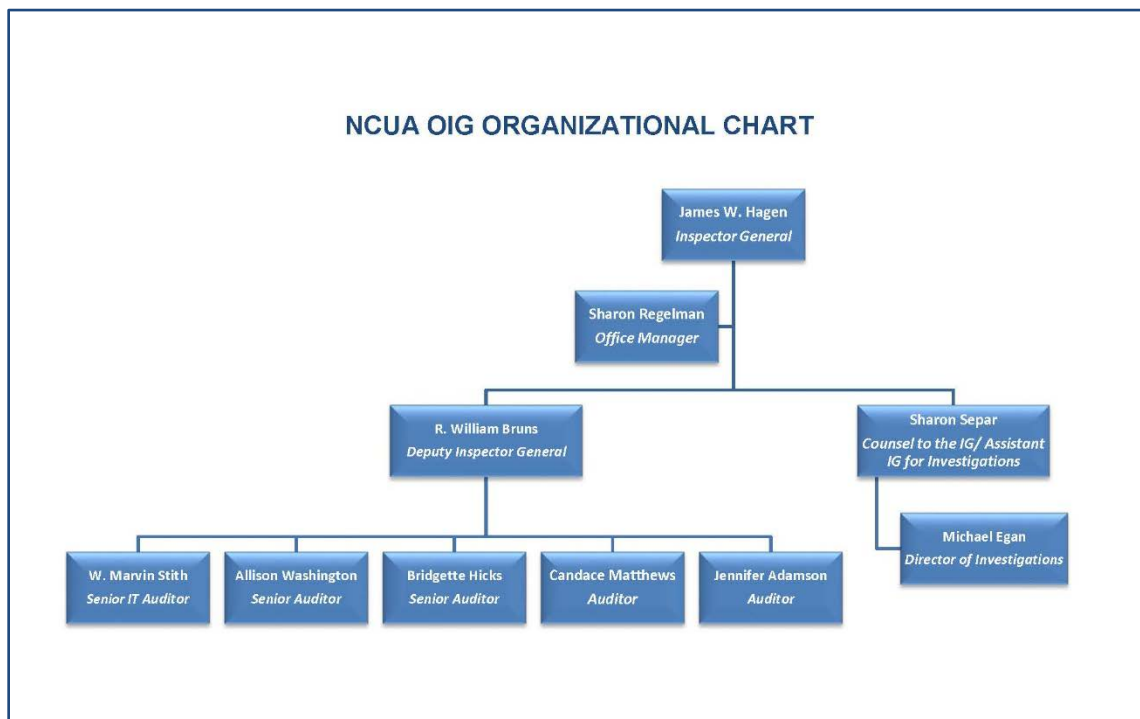 NCUA OIG ORGANIZATIONAL CHART
James W. Hagen
Inspector General
Sharon Regelman
Office Manager
R. William Bruns
Deputy Inspector General
Sharon Separ
Counsel to the IG/ Assistant
IG for Investigations
Michael Egan
Director of Investigations
W. Marvin Stith
Senior IT Auditor
Allison Washington
Senior Auditor
Bridgette Hicks
Senior Auditor
Candace Matthews
Auditor
Jennifer Adamson
Auditor